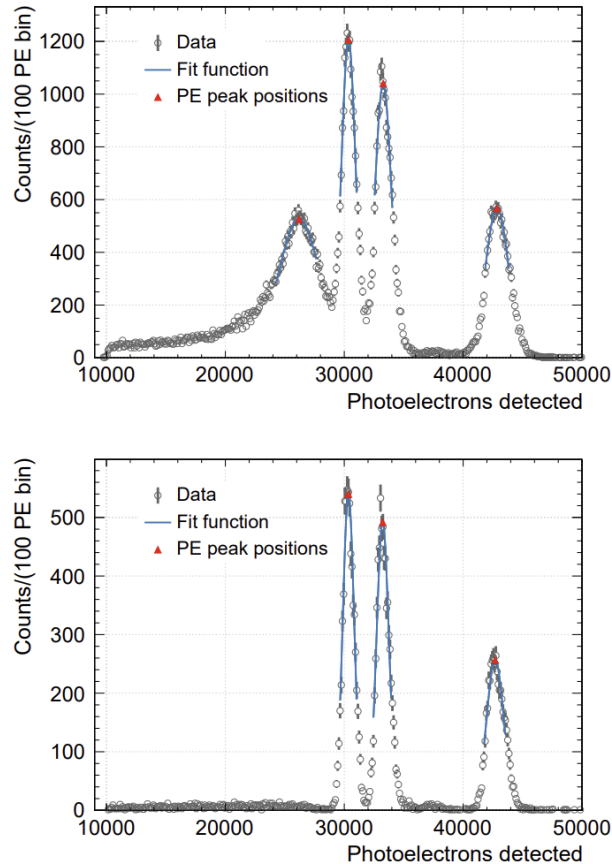 Counts/(100 PE bin)
1200
1000
800
600
400
200
0
Data
Fit function
PE peak positions
10000 20000 30000 40000 50000
Photoelectrons detected
Counts/(100 PE bin)
500
400
300
200
100
0
Data
Fit function
PE peak positions
10000 20000 30000 40000 50000
Photoelectrons detected